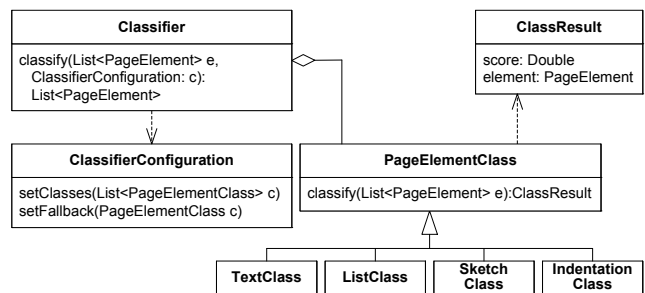 Classifier
classify(List<PageElement> e,
ClassifierConfiguration: c):
List<PageElement>
ClassResult
score: Double
element: PageElement
ClassifierConfiguration
setClasses(List<PageElementClass> c)
setFallback(PageElementClass c)
PageElementClass
classify(List<PageElement> e):ClassResult
TextClass
ListClass
Sketch
Class
Indentation
Class